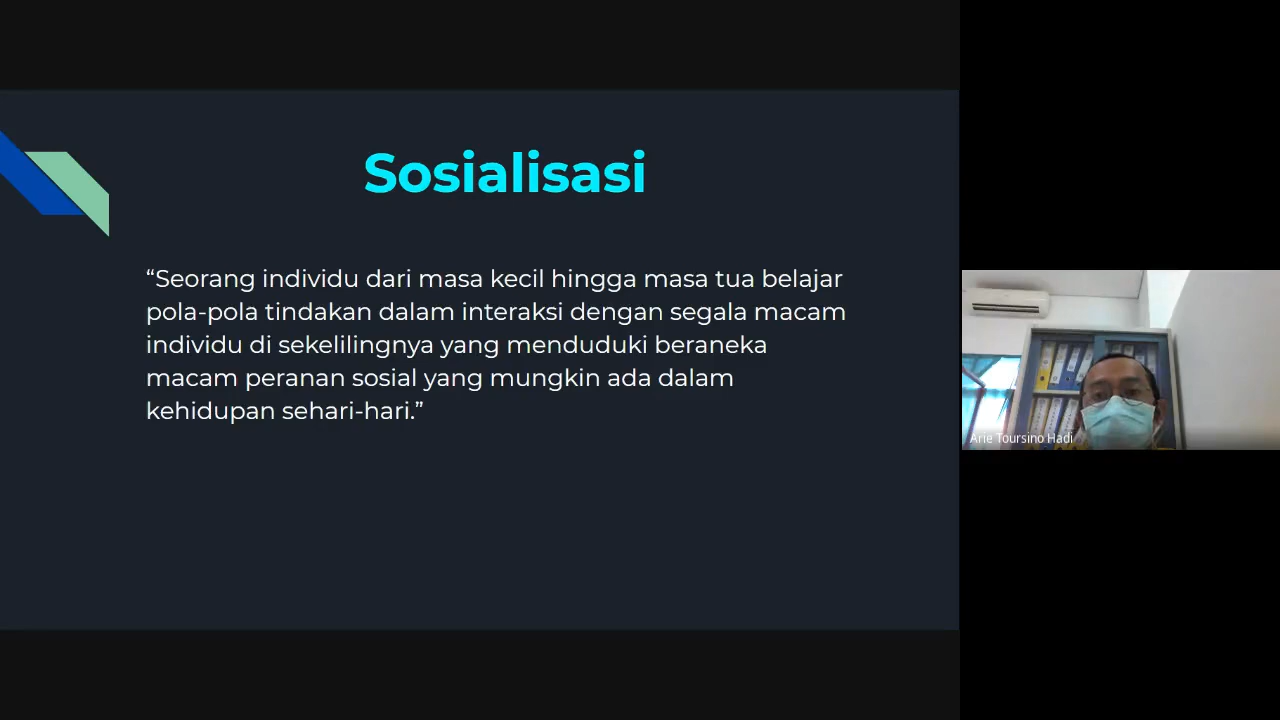 Sosialisasi
“Seorang individu dari masa kecil hingga masa tua belajar
pola-pola tindakan dalam interaksi dengan segala macam
individu di sekelilingnya yang menduduki beraneka
macam peranan sosial yang mungkin ada dalam
kehidupan sehari-hari.”
Arie Toursino Hadi